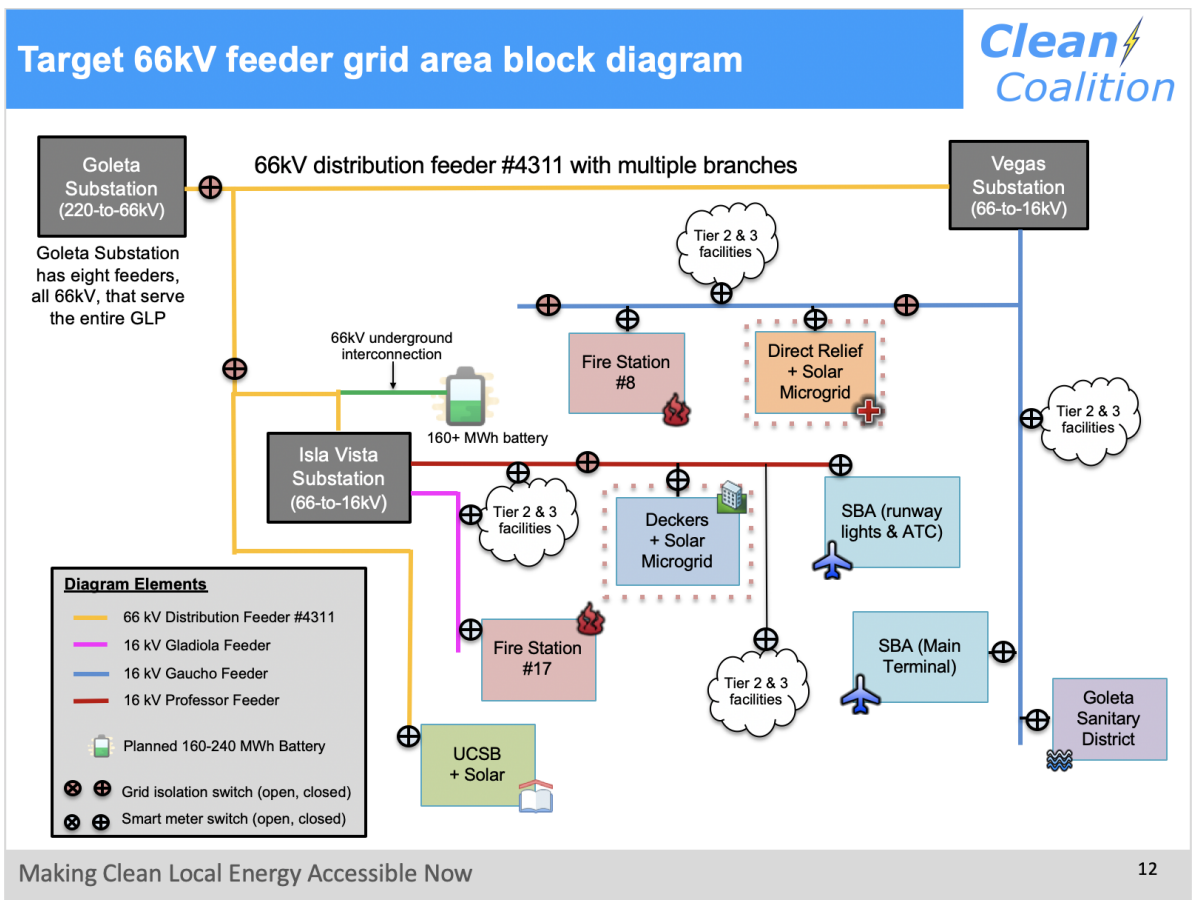 Target 66kV feeder grid area block diagram
Clean
Coalition
Goleta
Substation
(220-to-66kV)
66kV distribution feeder #4311 with multiple branches
Vegas
Substation
(66-to-16kV)
Goleta Substation
has eight feeders,
all 66kV, that serve
the entire GLP
Tier 2 & 3
facilities
66kV underground
interconnection
Fire Station
#8
Direct Relief
+ Solar
Microgrid
160+ MWh battery
Tier 2 & 3
facilities
Isla Vista
Substation
(66-to-16kV)
Tier 2 & 3
facilities
Deckers
+ Solar
Microgrid
SBA (runway
lights & ATC)
Fire Station
#17
Tier 2 & 3
facilities
SBA (Main
Terminal)
Goleta
Sanitary
District
UCSB
+ Solar
Diagram Elements
66 kV Distribution Feeder #4311
16 kV Gladiola Feeder
16 kV Gaucho Feeder
16 kV Professor Feeder
Planned 160-240 MWh Battery
Grid isolation switch (open, closed)
Smart meter switch (open, closed)
Making Clean Local Energy Accessible Now
12